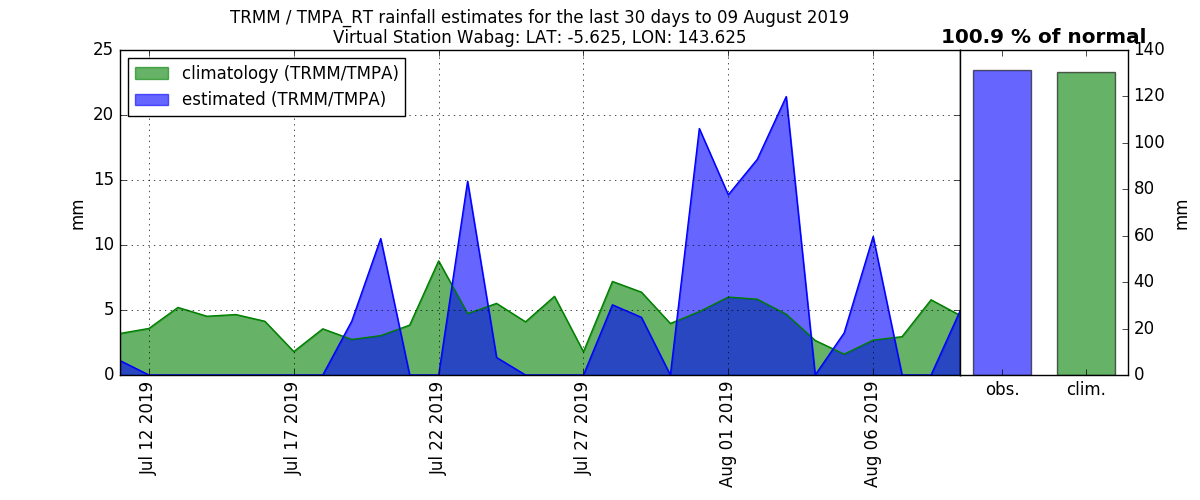 TRMM / TMPA_RT rainfall estimates for the last 30 days to 09 August 2019
Virtual Station Wabag: LAT: -5.625, LON: 143.625
100.9 % of normal
climatology (TRMM/TMPA)
estimated (TRMM/TMPA)
25
20
15
10
5
0
mm
Jul 12 2019
Jul 17 2019
Jul 22 2019
Jul 27 2019
Aug 01 2019
Aug 06 2019
140
120
100
80
60
40
20
0
mm
obs.
clim.